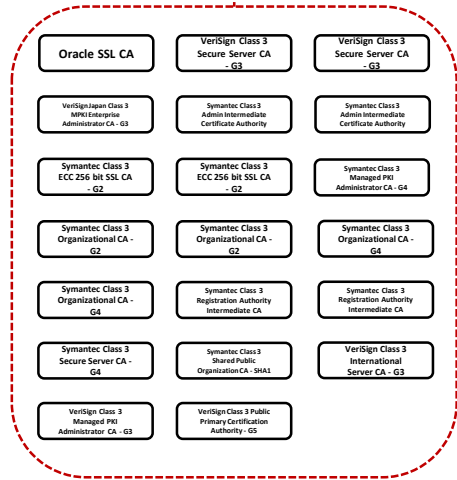 Oracle SSL CA
VeriSign Class 3
Secure Server CA
- G3
VeriSign Class 3
Secure Server CA
- G3
VeriSign Japan Class 3
MPKI Enterprise
Administrator CA - G3
Symantec Class 3
Admin Intermediate
Certificate Authority
Symantec Class 3
Admin Intermediate
Certificate Authority
Symantec Class 3
ECC 256 bit SSL CA
- G2
Symantec Class 3
ECC 256 bit SSL CA
- G2
Symantec Class 3
Managed PKI
Administrator CA - G4
Symantec Class 3
Organizational CA -
G2
Symantec Class 3
Organizational CA -
G2
Symantec Class 3
Organizational CA -
G4
Symantec Class 3
Organizational CA -
G4
Symantec Class 3
Registration Authority
Intermediate CA
Symantec Class 3
Registration Authority
Intermediate CA
Symantec Class 3
Secure Server CA -
G4
Symantec Class 3
Shared Public
Organization CA - SHA1
VeriSign Class 3
International
Server CA - G3
VeriSign Class 3
Managed PKI
Administrator CA - G3
VeriSign Class 3 Public
Primary Certification
Authority - G5